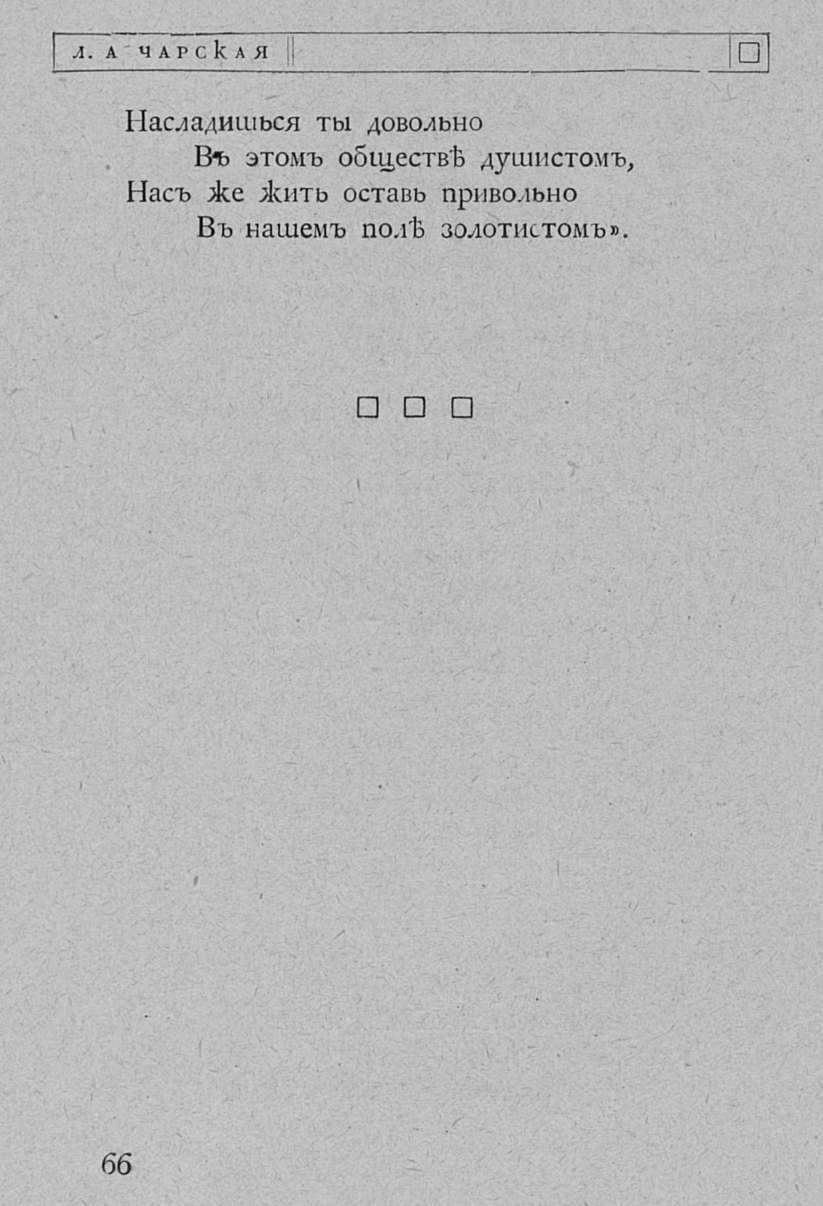 Л. А ЧАРСКАЯ
Насладишься ты довольно
Въ этомъ обществѣ душистомъ,
Насъ же жить оставь привольно
Въ нашемъ полѣ золотистомъ».
66